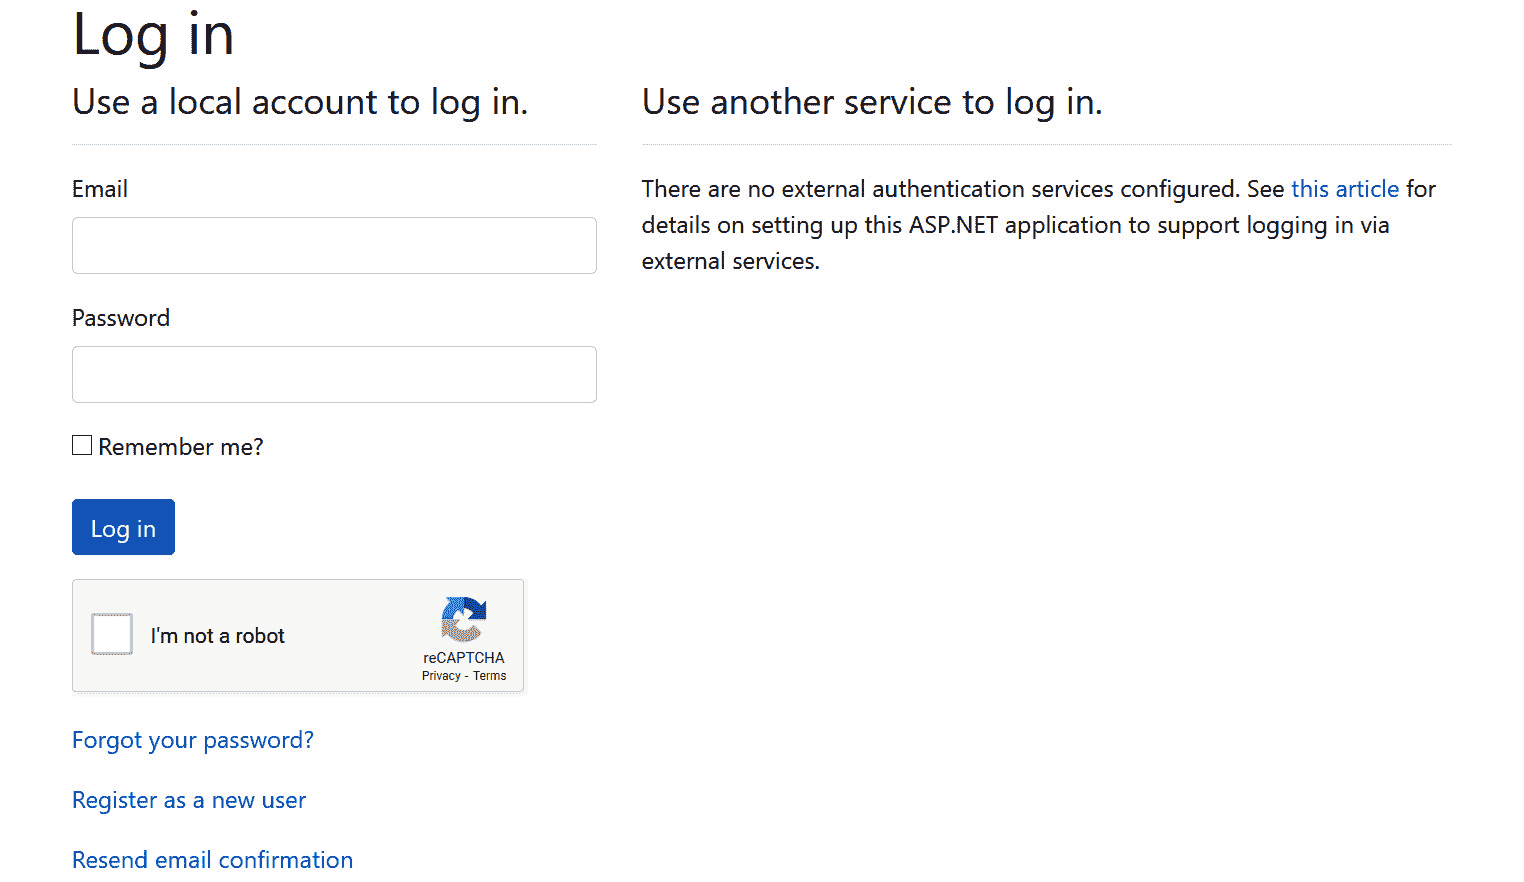 Log in
Use a local account to log in.
Email
Password
Remember me?
Log in
I'm not a robot
reCAPTCHA
Privacy - Terms
Forgot your password?
Register as a new user
Resend email confirmation
Use another service to log in.
There are no external authentication services configured. See this article for
details on setting up this ASP.NET application to support logging in via
external services.